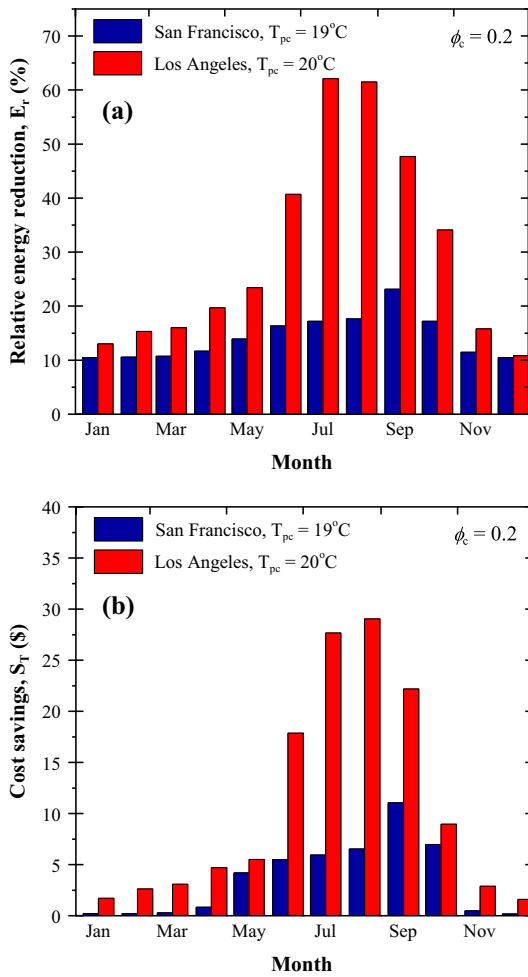 70
60
50
40
30
20
10
0
Relative energy reduction, E_r (%)
San Francisco, T_pc = 19°C
Los Angeles, T_pc = 20°C
ϕ_c = 0.2
(a)
Jan Mar May Jul Sep Nov
Month
40
35
30
25
20
15
10
5
0
Cost savings, S_T ($)
San Francisco, T_pc = 19°C
Los Angeles, T_pc = 20°C
ϕ_c = 0.2
(b)
Jan Mar May Jul Sep Nov
Month